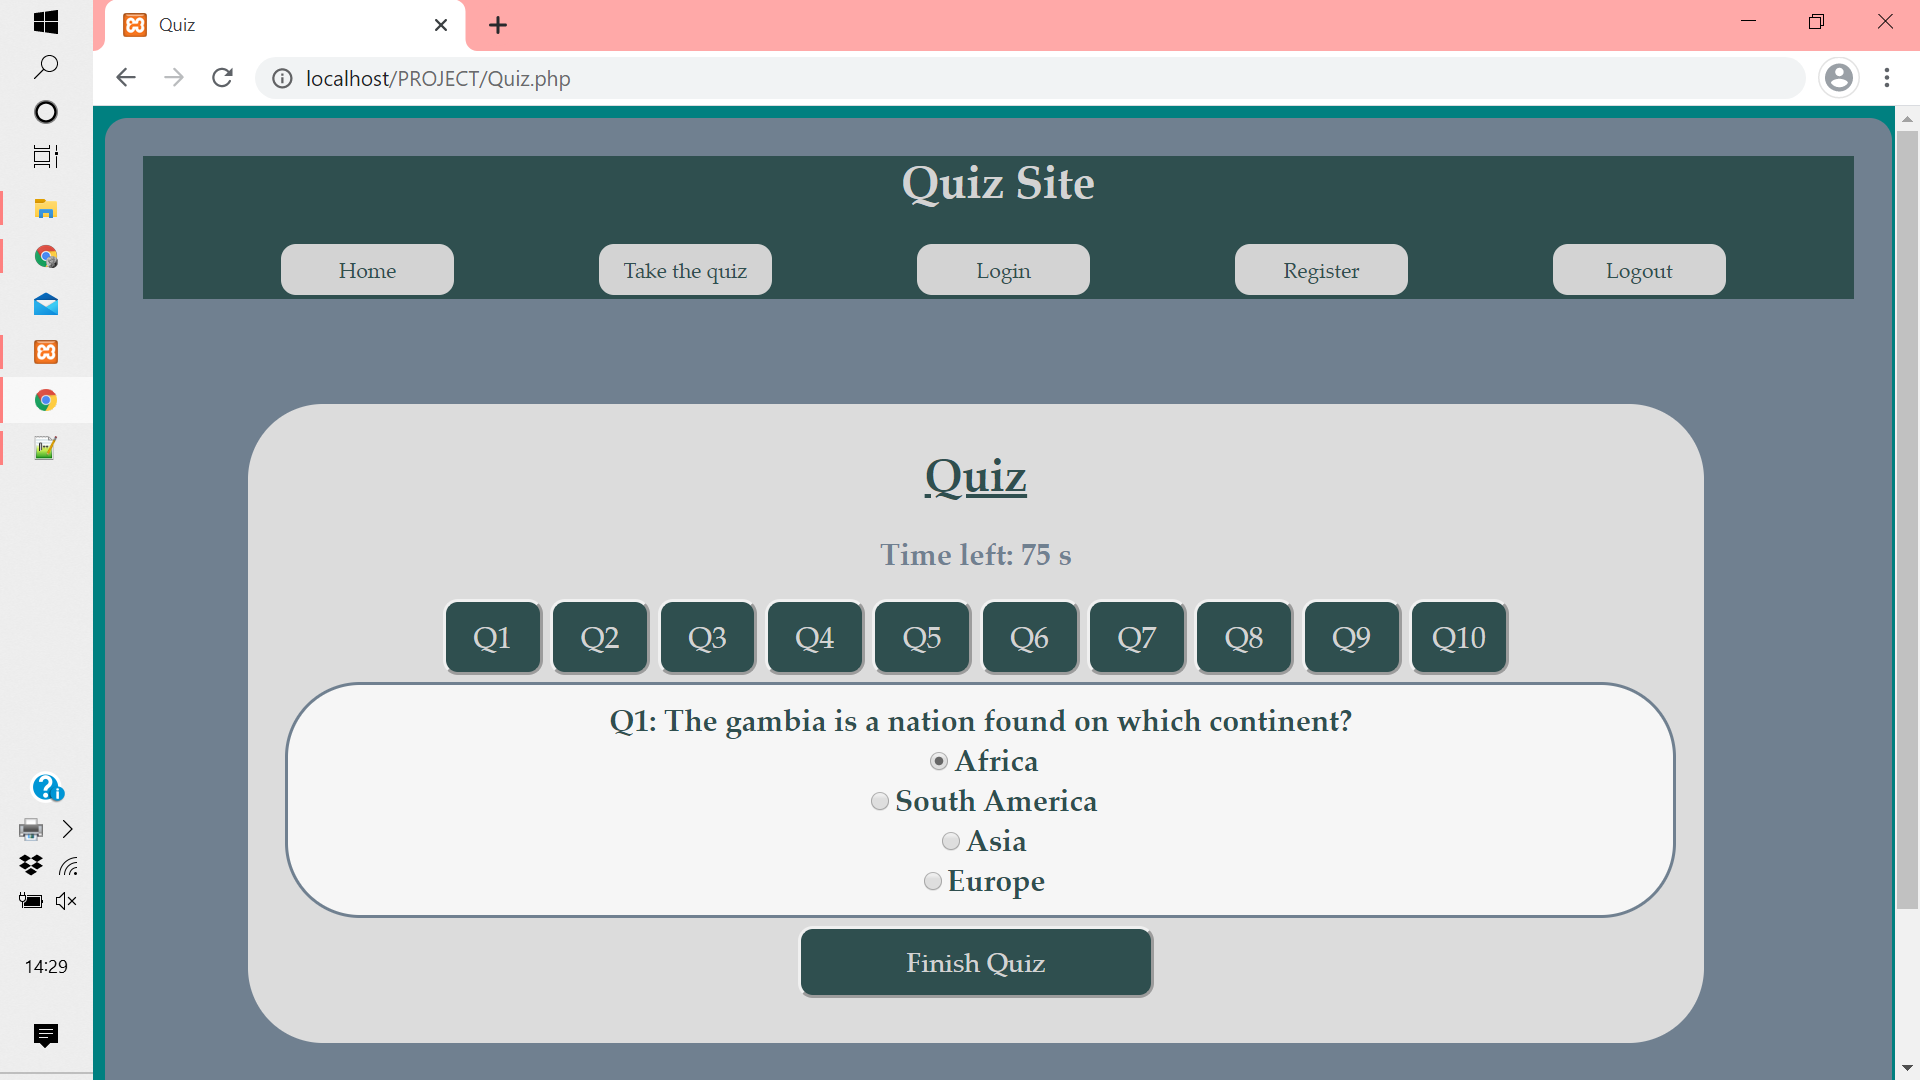 Quiz
localhost/PROJECT/Quiz.php
Quiz Site
Home Take the quiz Login Register Logout
Quiz
Time left: 75 s
Q1 Q2 Q3 Q4 Q5 Q6 Q7 Q8 Q9 Q10
Q1: The gambia is a nation found on which continent?
Africa
South America
Asia
Europe
Finish Quiz
14:29